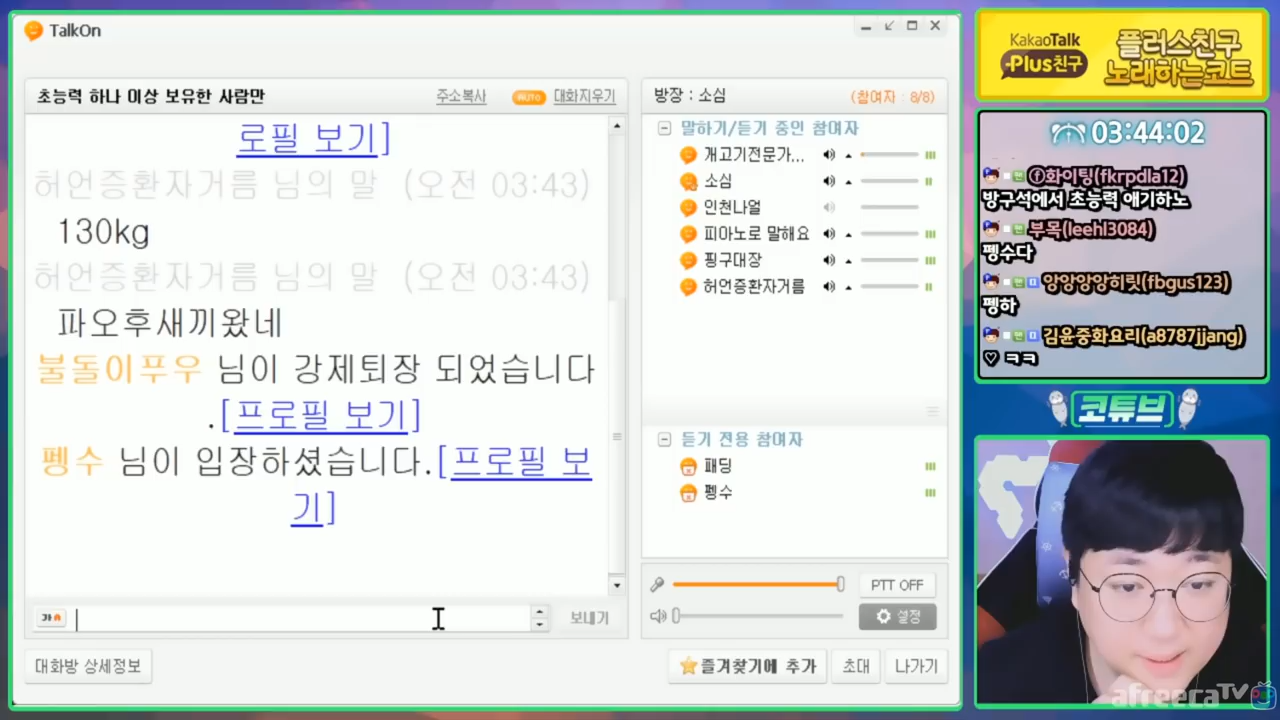 TalkOn
초능력 하나 이상 보유한 사람만
주소복사
AUTO
대화지우기
로필 보기]
허언증환자거름 님의 말 (오전 03:43)
130kg
허언증환자거름 님의 말 (오전 03:43)
파오후새끼왔네
불돌이푸우 님이 강제퇴장 되었습니다
.[프로필 보기]
펭수 님이 입장하셨습니다.[프로필 보
기]
가
보내기
대화방 상세정보
방장 : 소심
(참여자 : 8/8)
말하기/듣기 중인 참여자
개고기전문가...
소심
인천나얼
피아노로 말해요
핑구대장
허언증환자거름
듣기 전용 참여자
패딩
펭수
PTT OFF
설정
즐겨찾기에 추가
초대
나가기
KakaoTalk
Plus친구
플러스친구
노래하는코트
03:44:02
ⓕ화이팅(fkrpdla12)
방구석에서 초능력 얘기하노
부목(leehl3084)
펭수다
앙앙앙앙히릿(fbgus123)
펭하
김윤중화요리(a8787jjang)
♡ ㅋㅋ
코튜브
afreecaTV